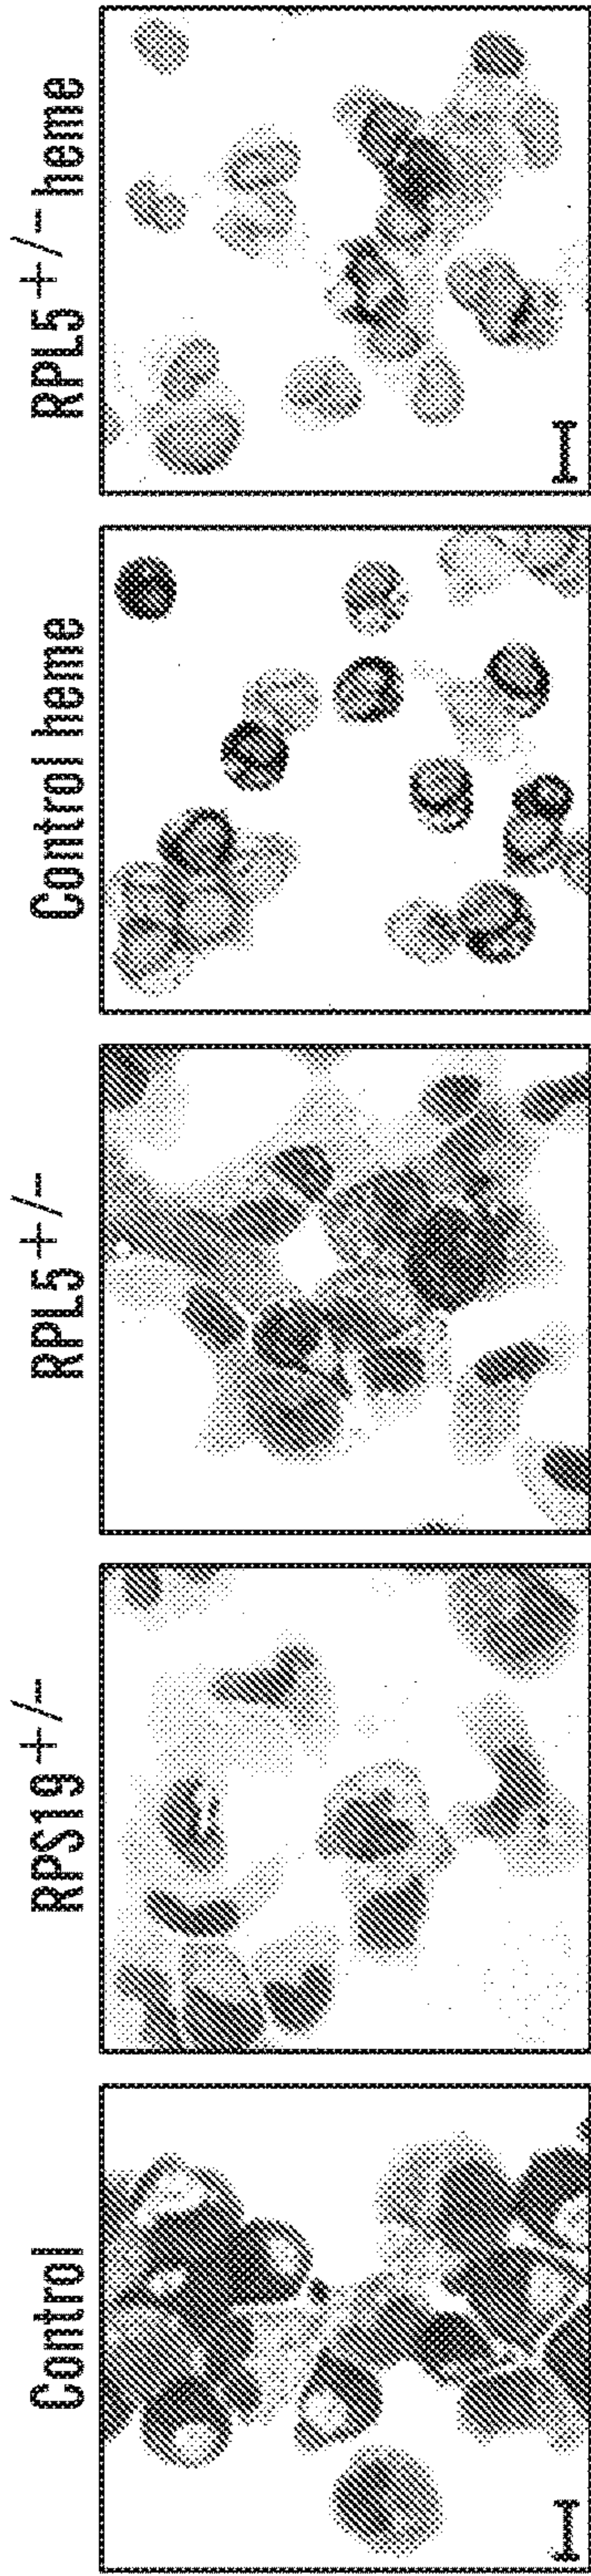 Control
RPS19 +/−
RPL5 +/−
Control heme
RPL5 +/− heme